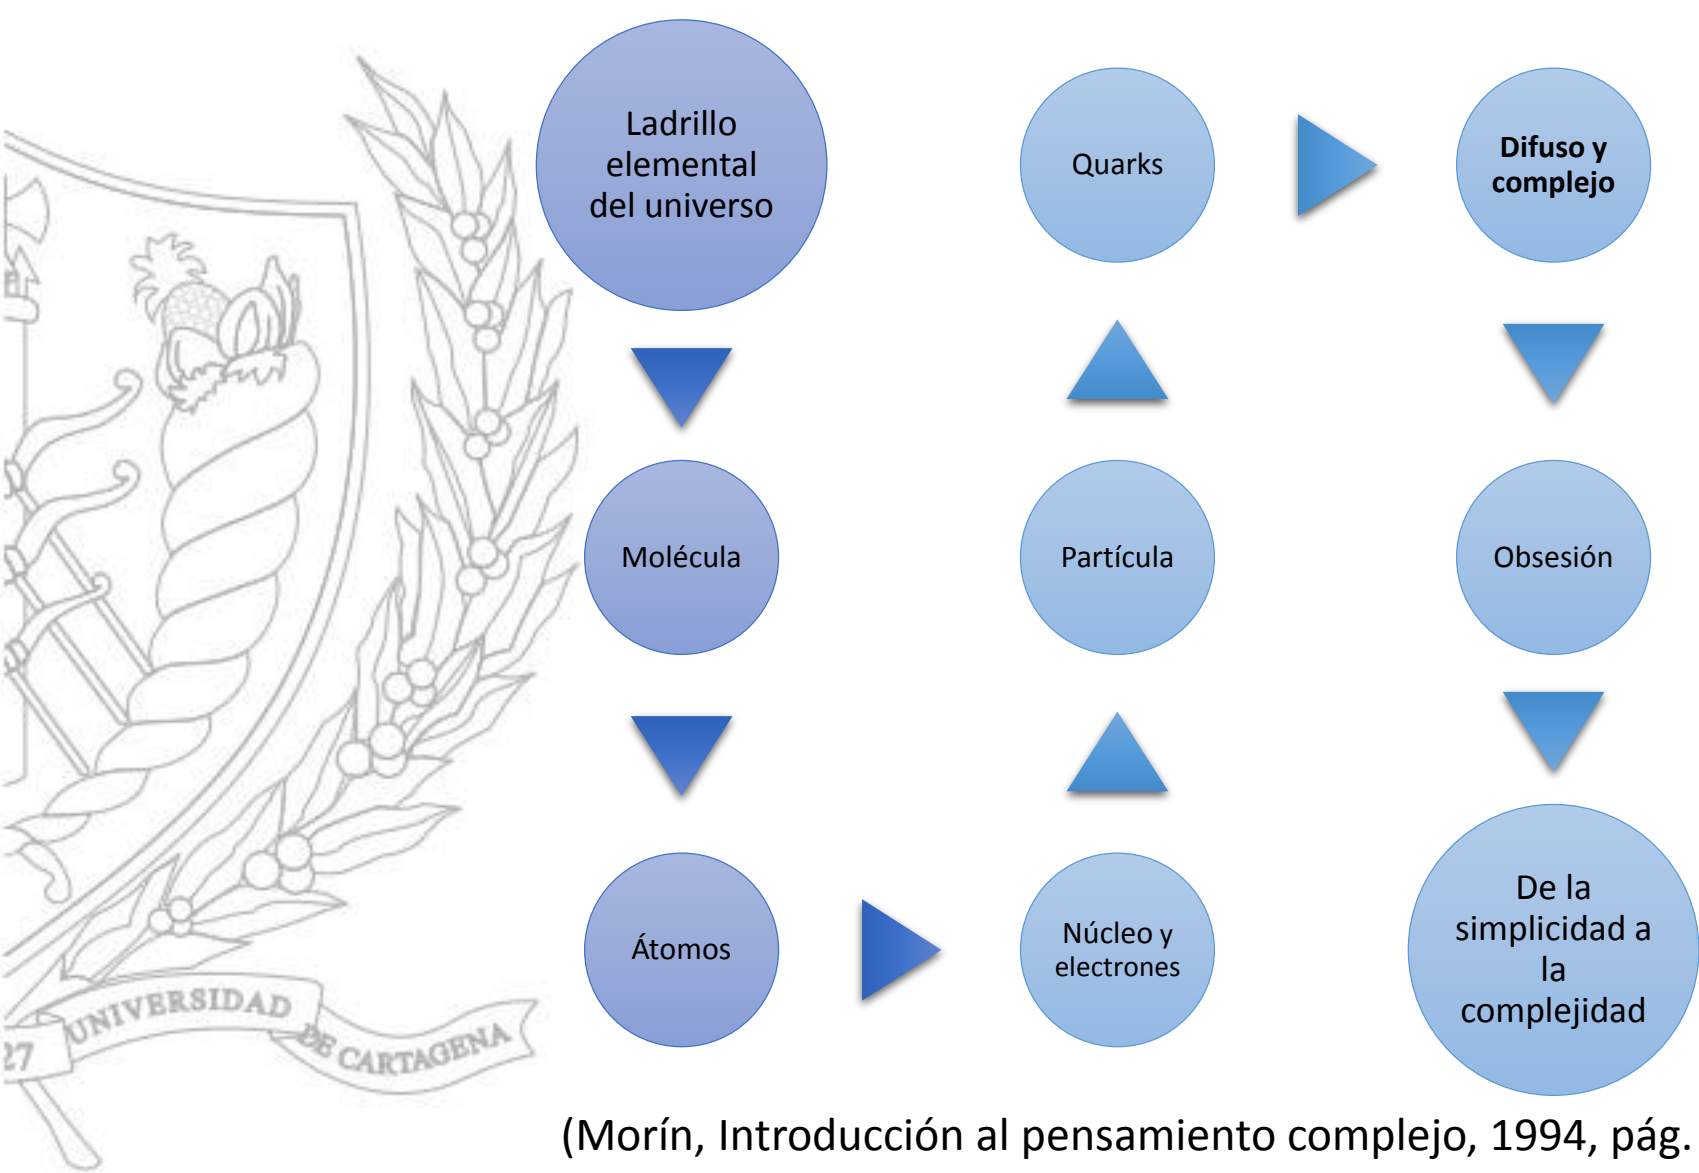 Ladrillo
elemental
del universo
Molécula
Átomos
Núcleo y
electrones
Partícula
Quarks
Difuso y
complejo
Obsesión
De la
simplicidad a
la
complejidad
27
UNIVERSIDAD
DE CARTAGENA
(Morín, Introducción al pensamiento complejo, 1994, pág.